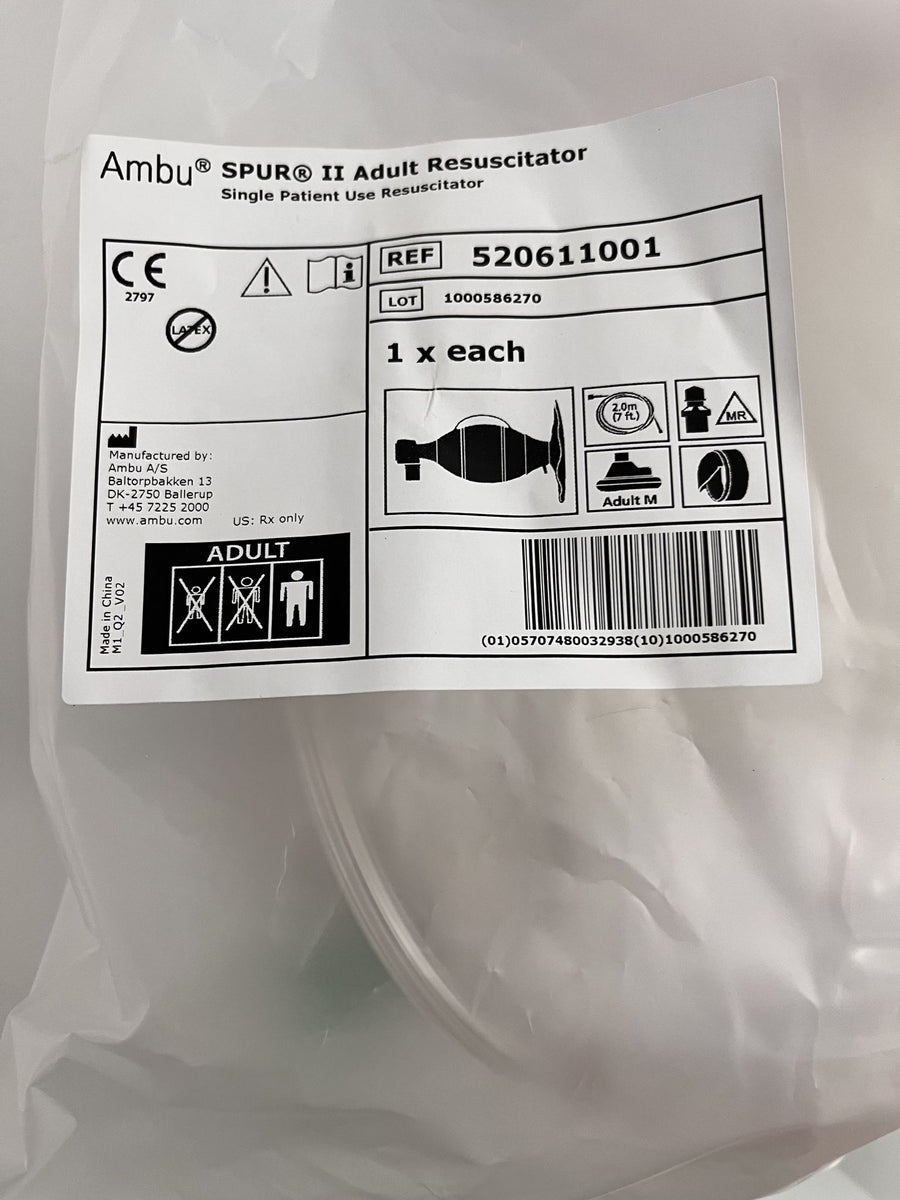 Ambu® SPUR® II Adult Resuscitator
Single Patient Use Resuscitator
CE
2797
LATEX
REF 520611001
LOT 1000586270
1 x each
2.0m
(7 ft.)
MR
Adult M
Manufactured by:
Ambu A/S
Baltorpbakken 13
DK-2750 Ballerup
T +45 7225 2000
www.ambu.com US: Rx only
ADULT
Made in China
M1_Q2_V02
(01)05707480032938(10)1000586270